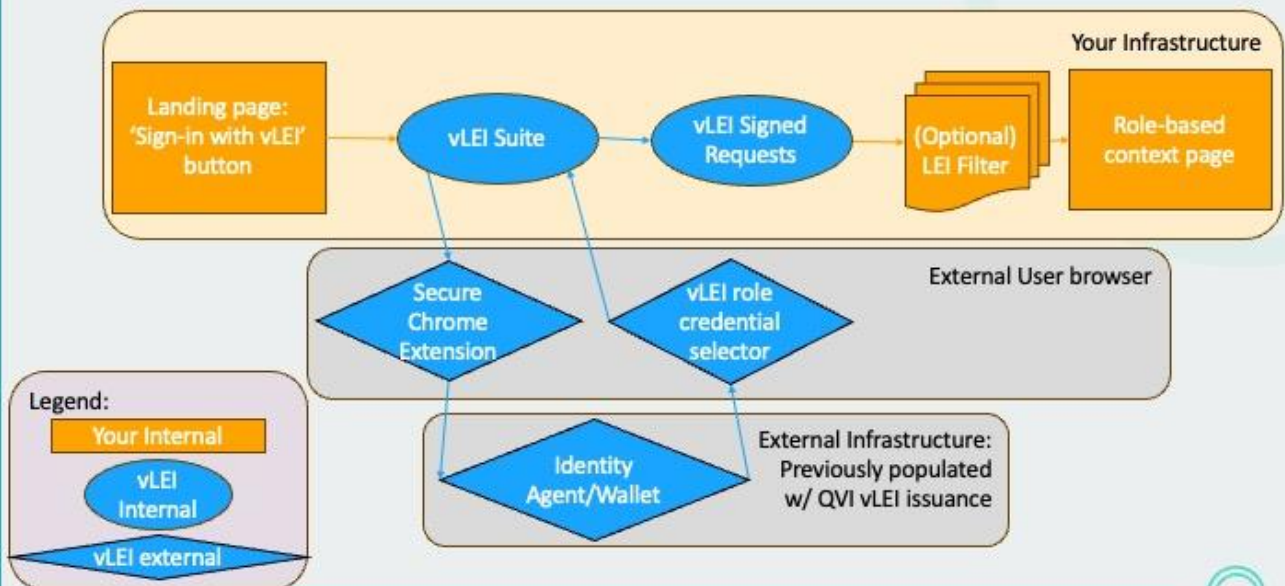 Your Infrastructure
Landing page:
‘Sign-in with vLEI’
button
vLEI Suite
vLEI Signed
Requests
(Optional)
LEI Filter
Role-based
context page
External User browser
Secure
Chrome
Extension
vLEI role
credential
selector
External Infrastructure:
Previously populated
w/ QVI vLEI issuance
Identity
Agent/Wallet
Legend:
Your Internal
vLEI
Internal
vLEI external